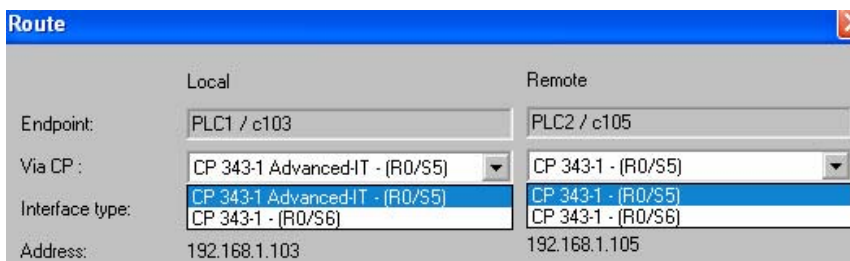 Route
Local Remote
Endpoint: PLC1 / c103 PLC2 / c105
Via CP : CP 343-1 Advanced-IT - (R0/S5) CP 343-1 - (R0/S5)
CP 343-1 Advanced-IT - (R0/S5) CP 343-1 - (R0/S5)
Interface type: CP 343-1 - (R0/S6) CP 343-1 - (R0/S6)
Address: 192.168.1.103 192.168.1.105